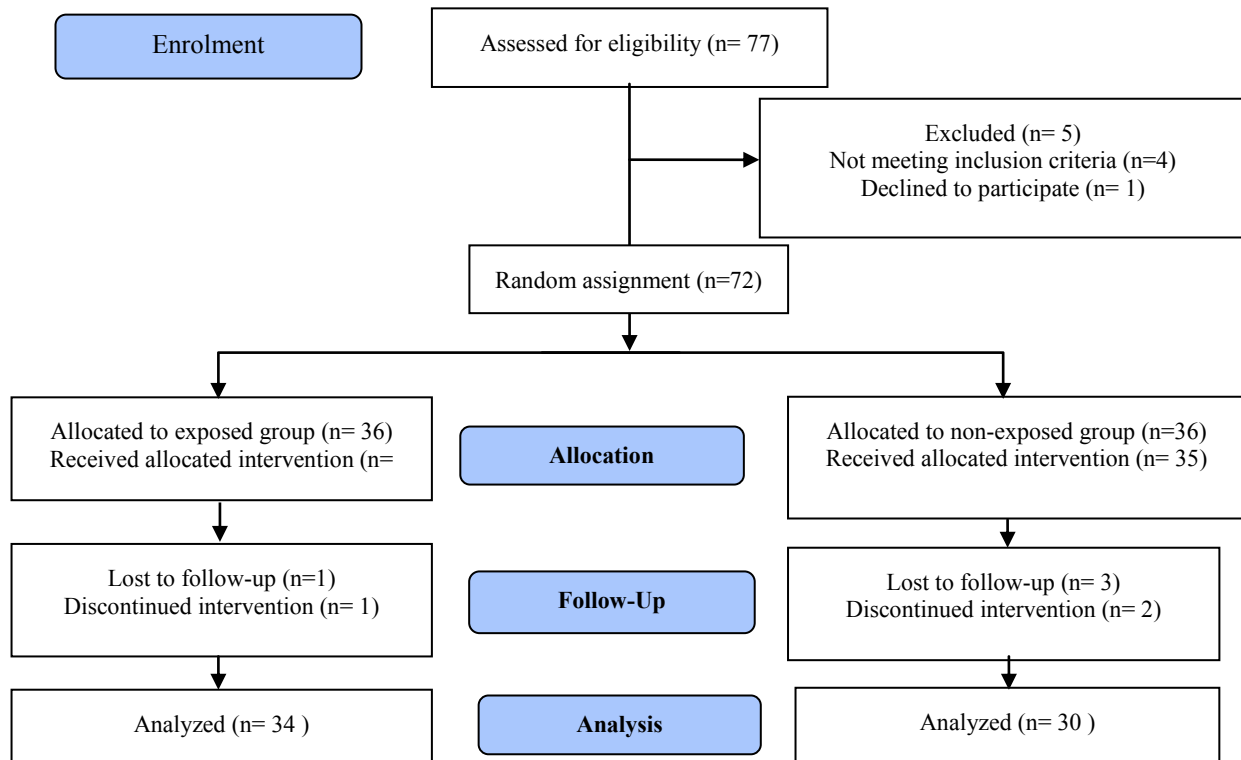 Enrolment
Assessed for eligibility (n= 77)
Excluded (n= 5)
Not meeting inclusion criteria (n=4)
Declined to participate (n= 1)
Random assignment (n=72)
Allocated to exposed group (n= 36)
Received allocated intervention (n=
Allocation
Allocated to non-exposed group (n=36)
Received allocated intervention (n= 35)
Lost to follow-up (n=1)
Discontinued intervention (n= 1)
Follow-Up
Lost to follow-up (n= 3)
Discontinued intervention (n= 2)
Analyzed (n= 34 )
Analysis
Analyzed (n= 30 )